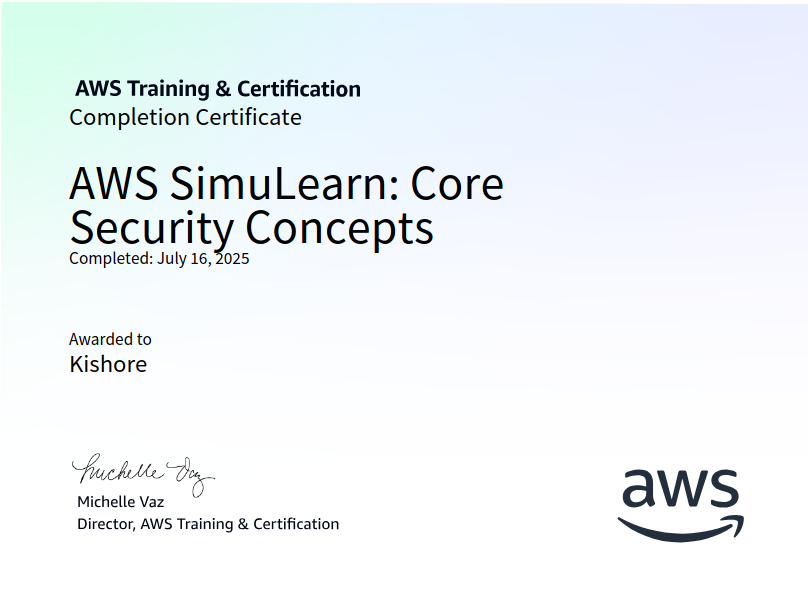 AWS Training & Certification
Completion Certificate
AWS SimuLearn: Core
Security Concepts
Completed: July 16, 2025
Awarded to
Kishore
Michelle Vaz
Michelle Vaz
Director, AWS Training & Certification
aws